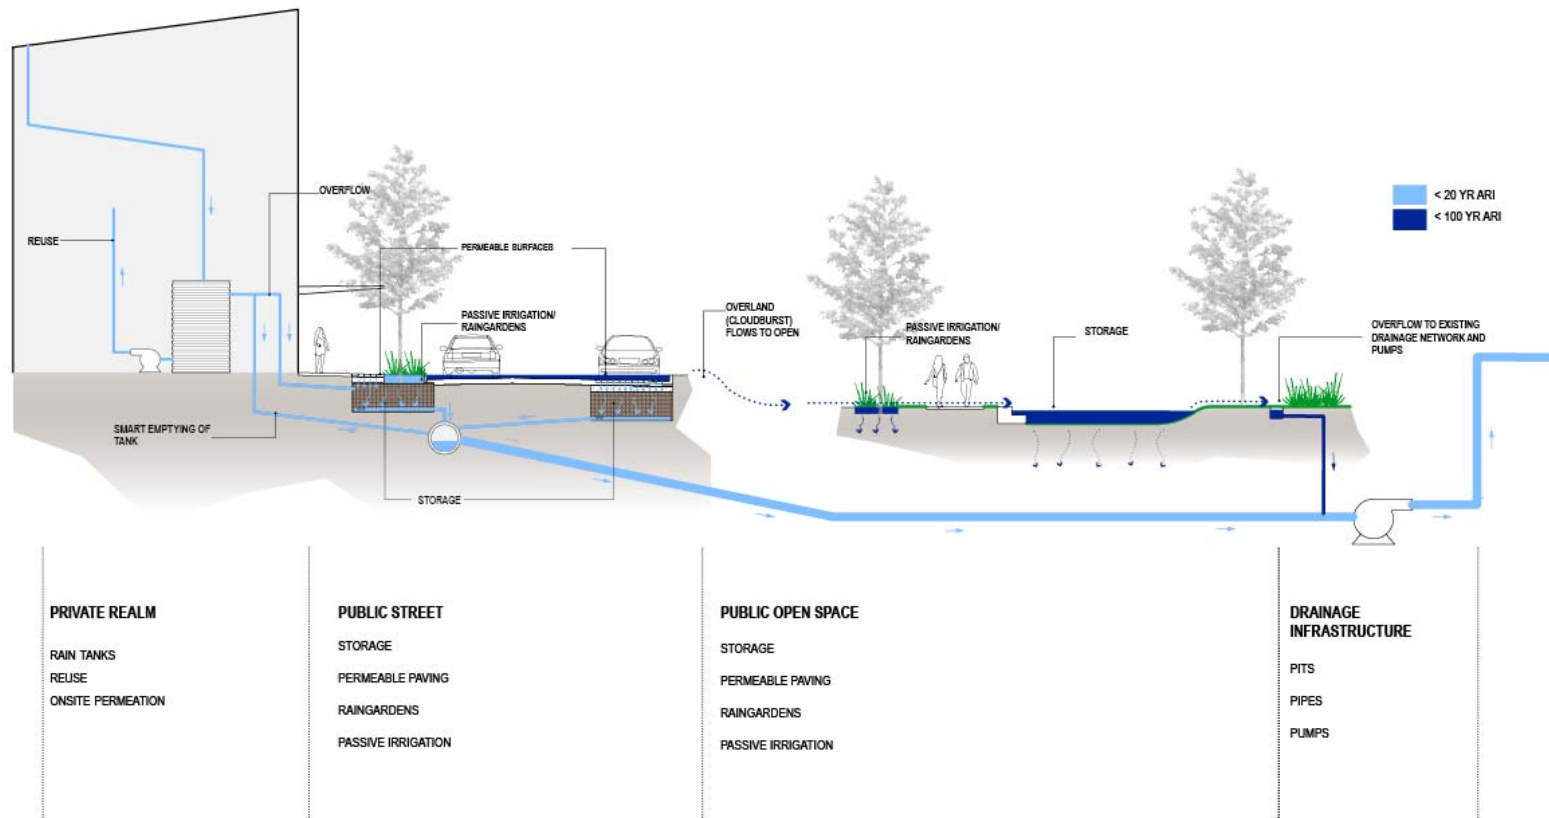 OVERFLOW
REUSE
PERMEABLE SURFACES
PASSIVE IRRIGATION/
RAINGARDENS
SMART EMPTYING OF
TANK
STORAGE
OVERLAND
(CLOUDBURST)
FLOWS TO OPEN
PASSIVE IRRIGATION/
RAINGARDENS
STORAGE
OVERFLOW TO EXISTING
DRAINAGE NETWORK AND
PUMPS
< 20 YR ARI
< 100 YR ARI
PRIVATE REALM
RAIN TANKS
REUSE
ONSITE PERMEATION
PUBLIC STREET
STORAGE
PERMEABLE PAVING
RAINGARDENS
PASSIVE IRRIGATION
PUBLIC OPEN SPACE
STORAGE
PERMEABLE PAVING
RAINGARDENS
PASSIVE IRRIGATION
DRAINAGE
INFRASTRUCTURE
PITS
PIPES
PUMPS